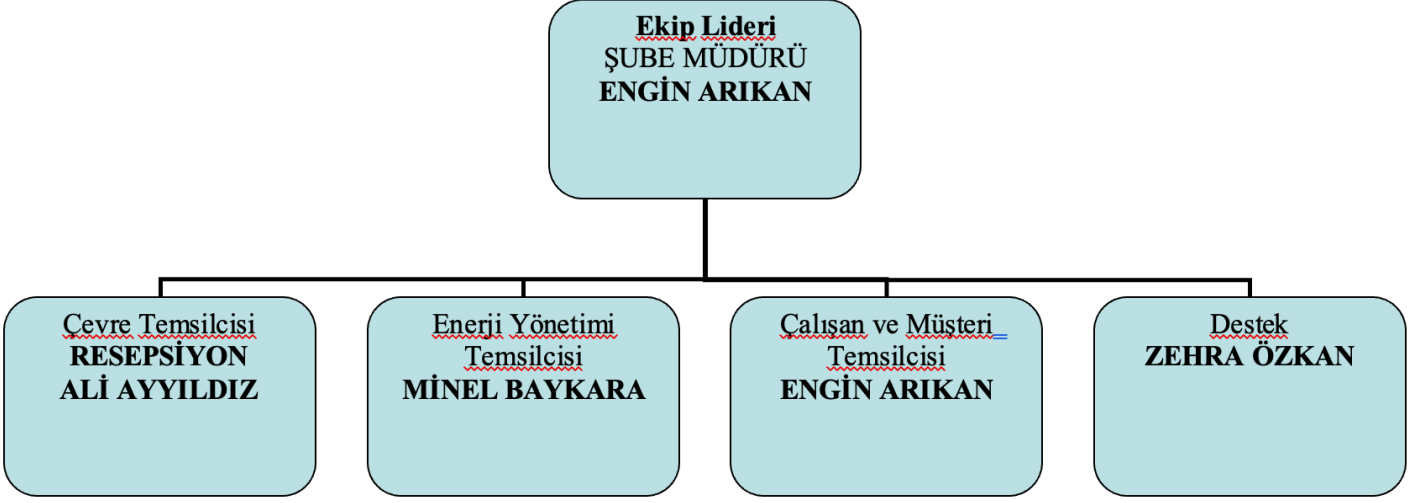 Ekip Lideri
ŞUBE MÜDÜRÜ
ENGİN ARIKAN
Çevre Temsilcisi
RESEPSİYON
ALİ AYYILDIZ
Enerji Yönetimi
Temsilcisi
MİNEL BAYKARA
Çalışan ve Müşteri
Temsilcisi
ENGİN ARIKAN
Destek
ZEHRA ÖZKAN